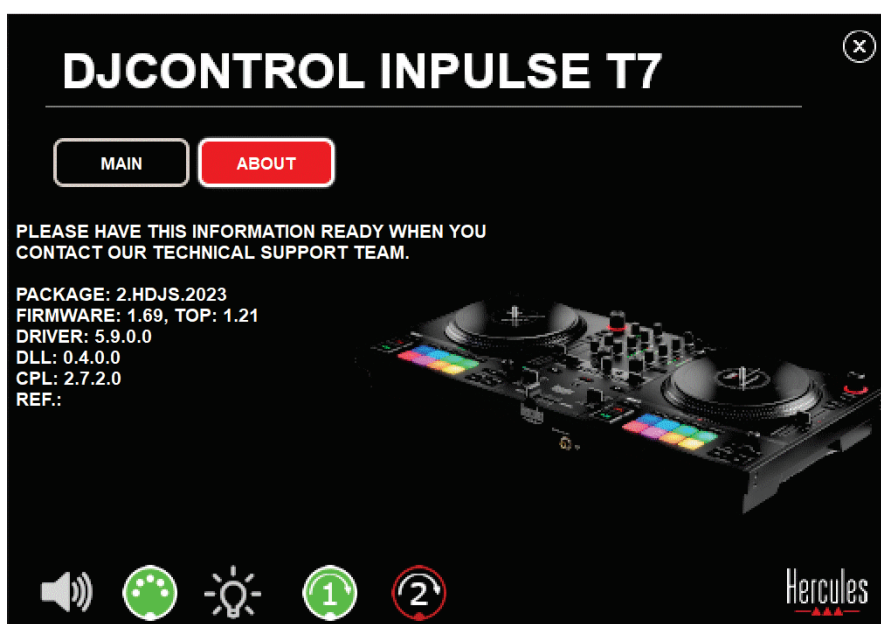 DJCONTROL INPULSE T7
MAIN
ABOUT
PLEASE HAVE THIS INFORMATION READY WHEN YOU
CONTACT OUR TECHNICAL SUPPORT TEAM.
PACKAGE: 2.HDJS.2023
FIRMWARE: 1.69, TOP: 1.21
DRIVER: 5.9.0.0
DLL: 0.4.0.0
CPL: 2.7.2.0
REF.:
1
2
Hercules